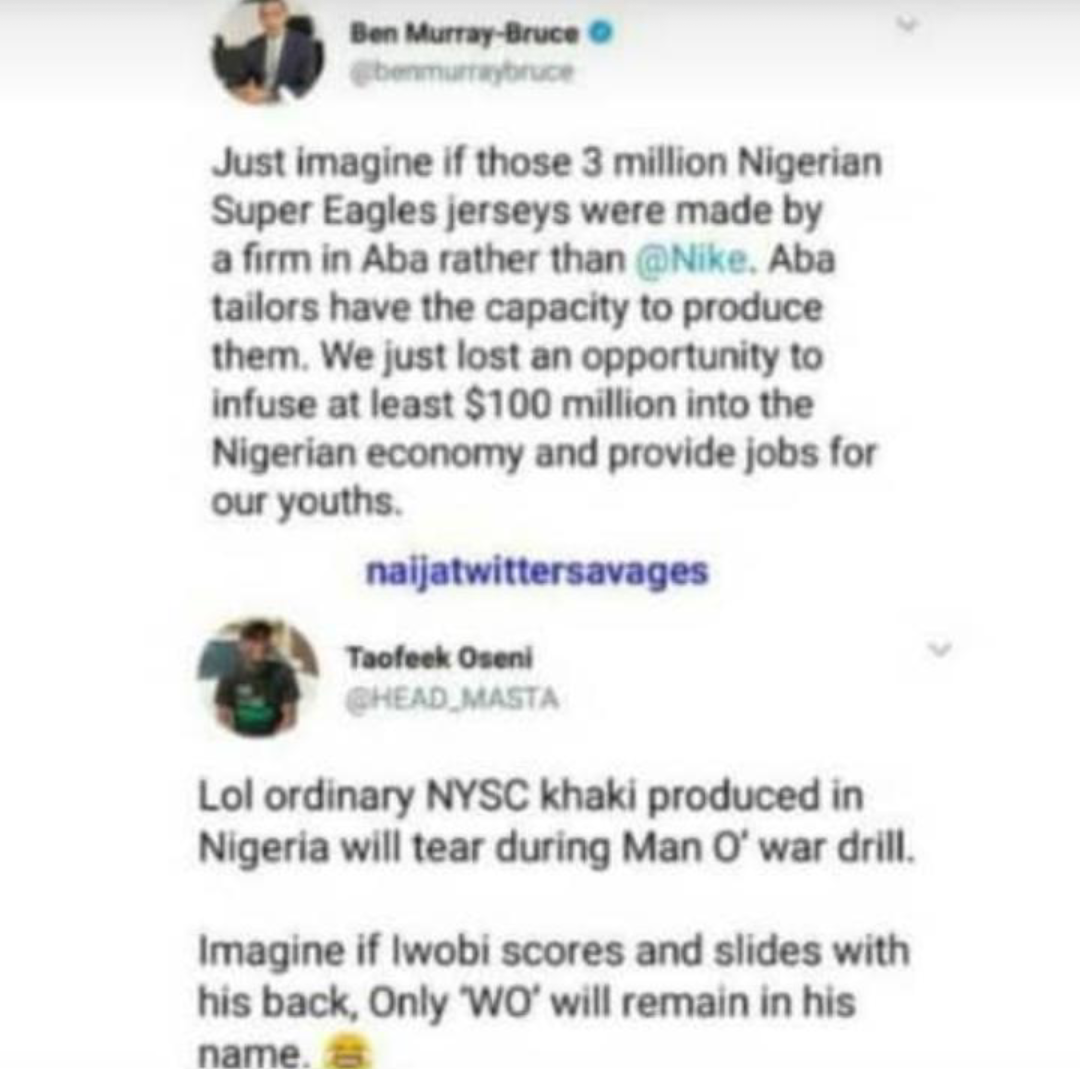 Ben Murray-Bruce
@benmurraybruce
Just imagine if those 3 million Nigerian
Super Eagles jerseys were made by
a firm in Aba rather than @Nike. Aba
tailors have the capacity to produce
them. We just lost an opportunity to
infuse at least $100 million into the
Nigerian economy and provide jobs for
our youths.
naijatwittersavages
Taofeek Oseni
@HEAD_MASTA
Lol ordinary NYSC khaki produced in
Nigeria will tear during Man O' war drill.
Imagine if Iwobi scores and slides with
his back, Only 'WO' will remain in his
name. 😂